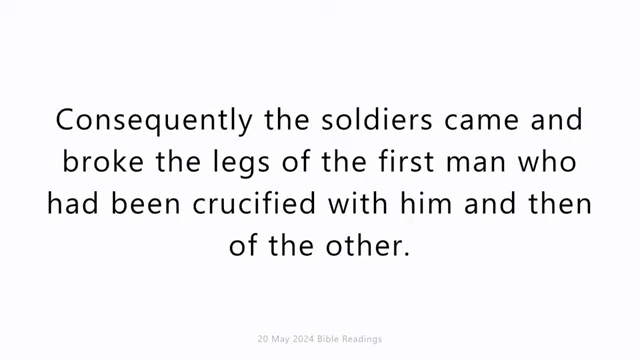 Consequently the soldiers came and
broke the legs of the first man who
had been crucified with him and then
of the other.
20 May 2024 Bible Readings